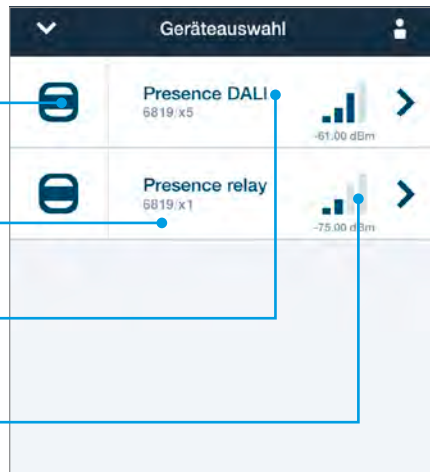 Geräteauswahl
Presence DALI
6819/x5
-61.00 dBm
Presence relay
6819/x1
-75.00 dBm